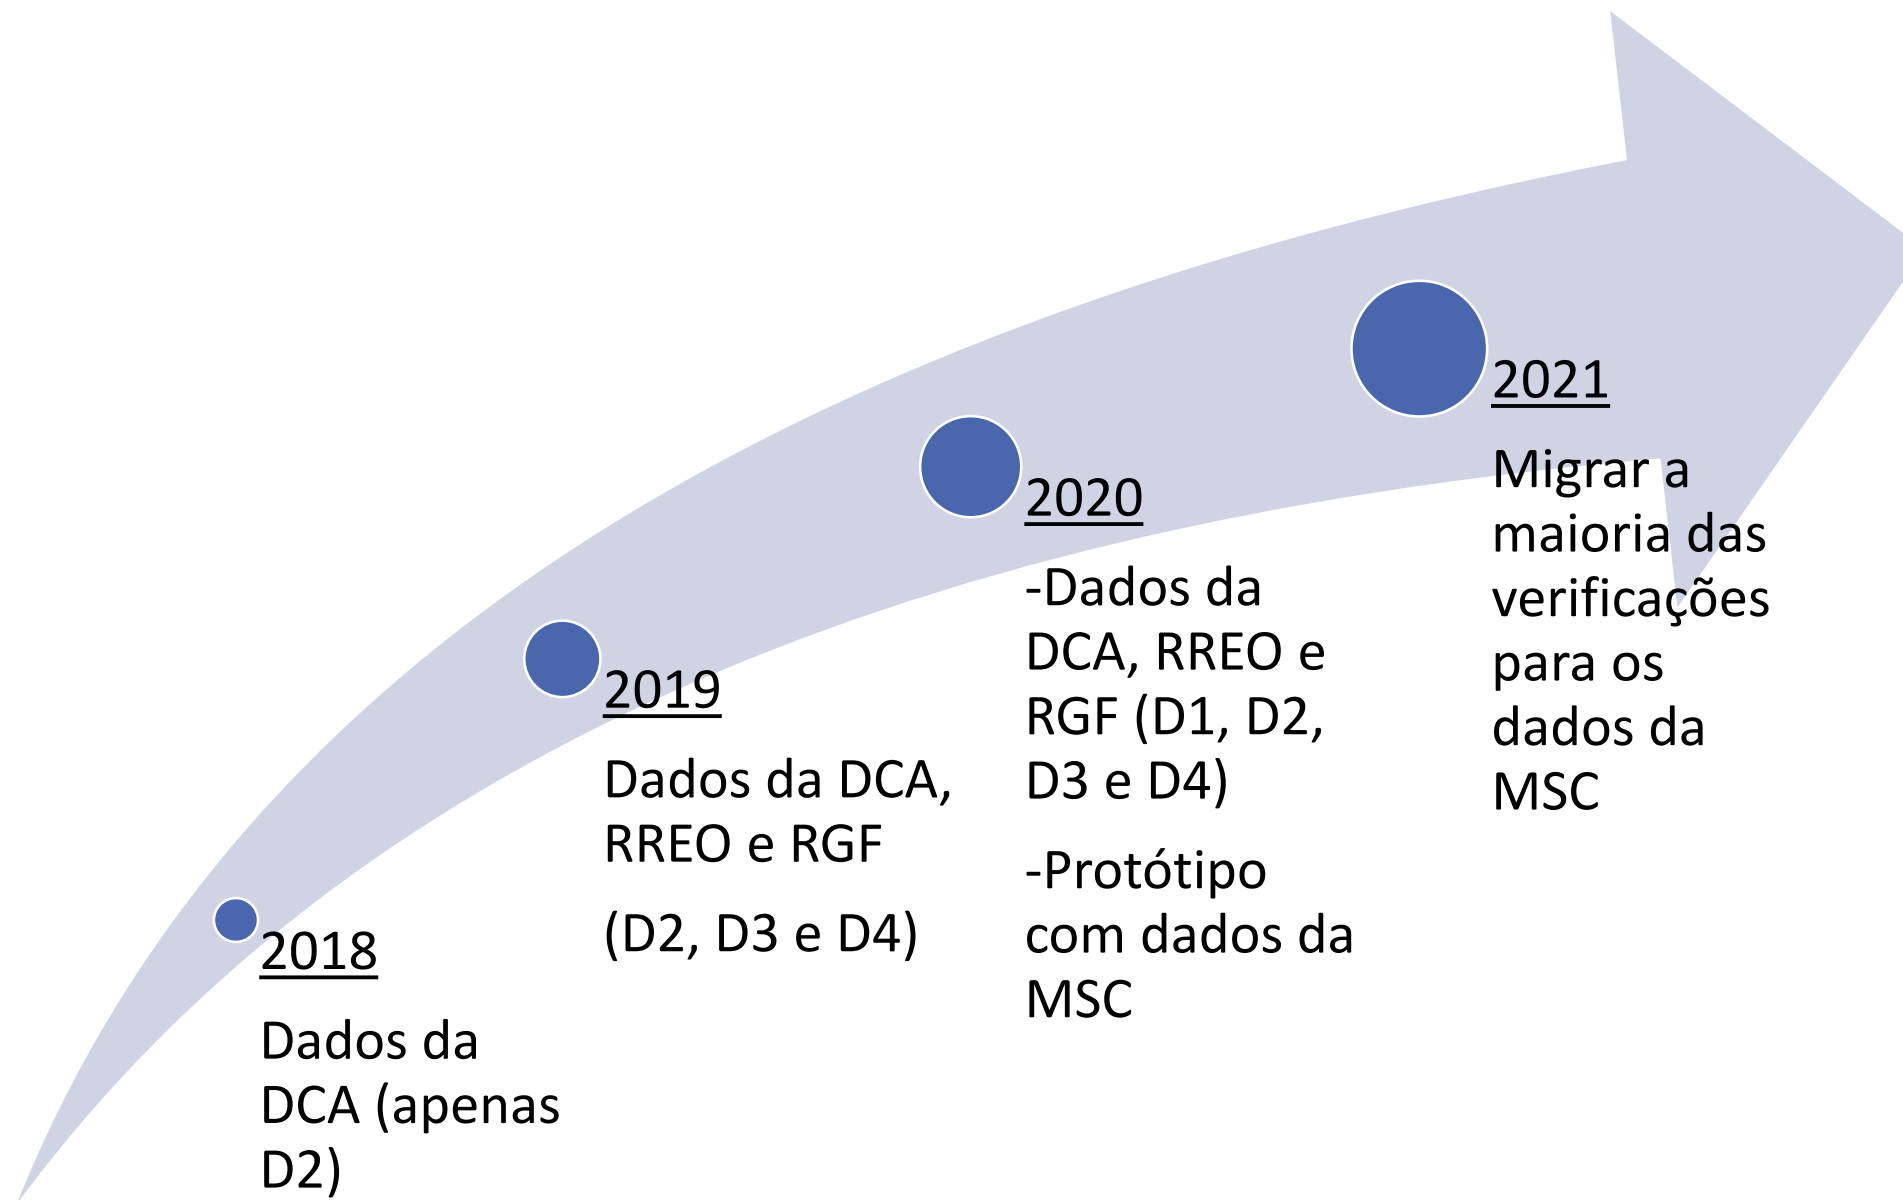 2018
Dados da
DCA (apenas
D2)
2019
Dados da DCA,
RREO e RGF
(D2, D3 e D4)
2020
-Dados da
DCA, RREO e
RGF (D1, D2,
D3 e D4)
-Protótipo
com dados da
MSC
2021
Migrar a
maioria das
verificações
para os
dados da
MSC